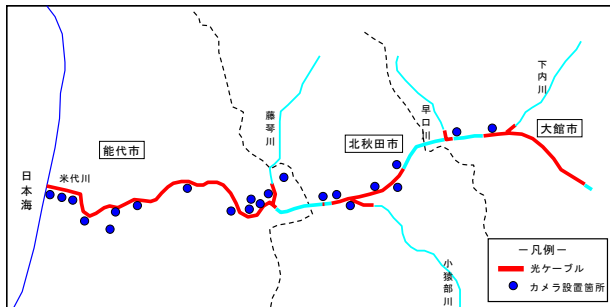 下内川
藤琴川
早口川
大館市
北秋田市
能代市
米代川
日本海
小猿部川
－凡例－
光ケーブル
カメラ設置箇所